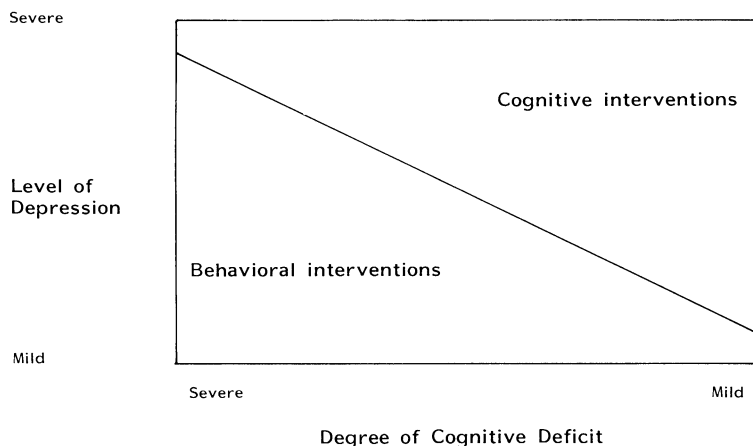 Severe
Cognitive interventions
Level of
Depression
Behavioral interventions
Mild
Severe
Mild
Degree of Cognitive Deficit